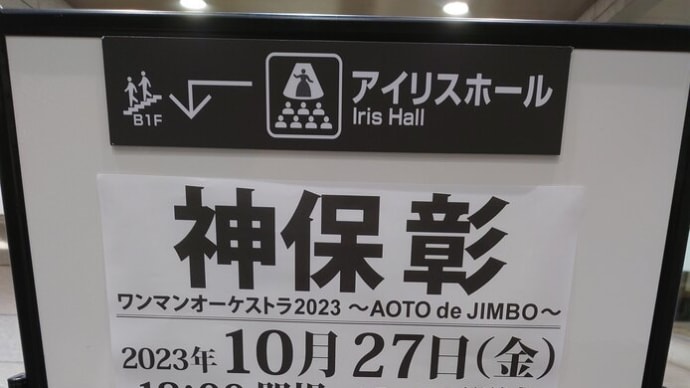 アイリスホール
Iris Hall
B1F
神保彰
ワンマンオーケストラ2023 〜AOTO de JIMBO〜
2023年10月27日(金)